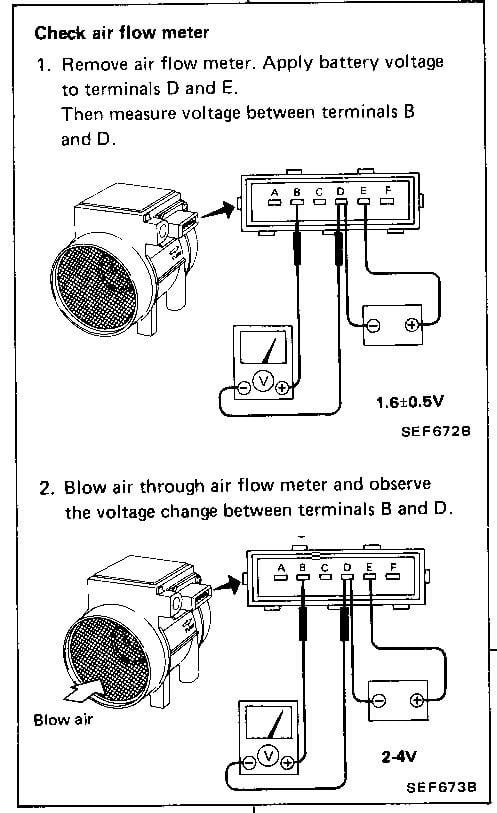 Check air flow meter
1. Remove air flow meter. Apply battery voltage
to terminals D and E.
Then measure voltage between terminals B
and D.
A B C D E F
⊖ ⊕
⊖ V ⊕
1.6±0.5V
SEF672B
2. Blow air through air flow meter and observe
the voltage change between terminals B and D.
A B C D E F
Blow air
⊖ ⊕
⊖ V ⊕
2-4V
SEF673B